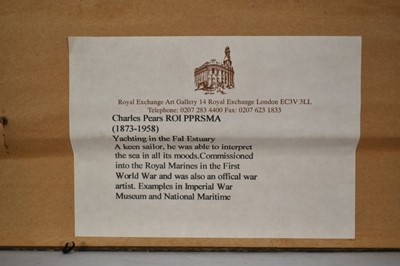 Royal Exchange Art Gallery 14 Royal Exchange London EC3V 3LL
Telephone: 0207 283 4400 Fax: 0207 623 1833
Charles Pears ROI PPRSMA
(1873-1958)
Yachting in the Fal Estuary
A keen sailor, he was able to interpret
the sea in all its moods.Commissioned
into the Royal Marines in the First
World War and was also an offical war
artist. Examples in Imperial War
Museum and National Maritime